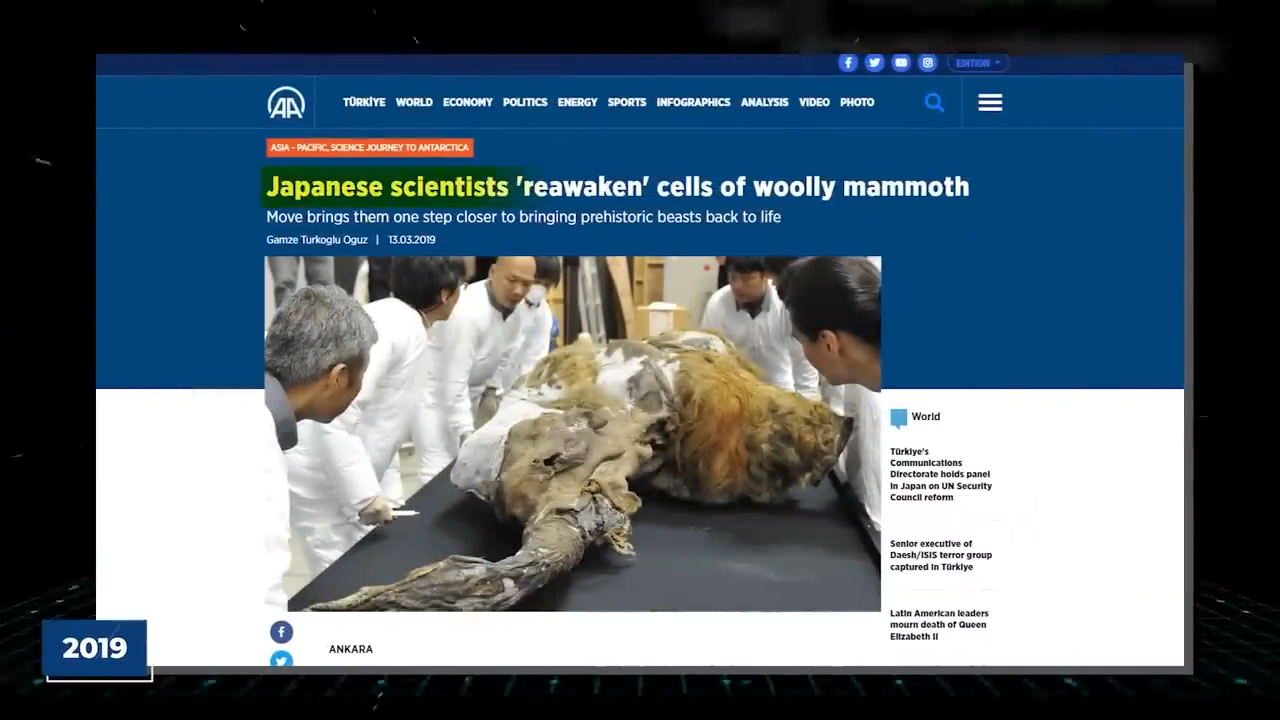 EDITION
AA
TÜRKİYE WORLD ECONOMY POLITICS ENERGY SPORTS INFOGRAPHICS ANALYSIS VIDEO PHOTO
ASIA - PACIFIC, SCIENCE JOURNEY TO ANTARCTICA
Japanese scientists 'reawaken' cells of woolly mammoth
Move brings them one step closer to bringing prehistoric beasts back to life
Gamze Turkoglu Oguz | 13.03.2019
World
Türkiye's
Communications
Directorate holds panel
in Japan on UN Security
Council reform
Senior executive of
Daesh/ISIS terror group
captured in Türkiye
Latin American leaders
mourn death of Queen
Elizabeth II
ANKARA
2019